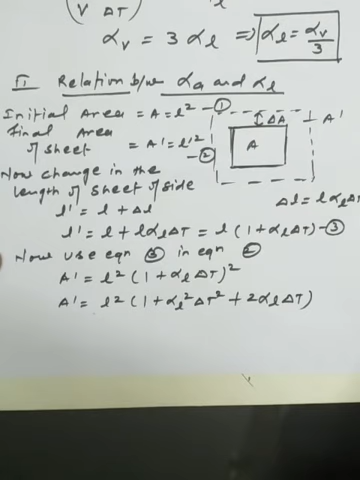 (V ΔT) l
αv = 3 αl ⇒ αl = αv/3
II Relation b/w αa and αl
Initial Area = A = l² - ①
final Area
of sheet = A' = l'² - ②
ΔA
A'
A
Now change in the
length of sheet of side
Δl = lαlΔT
l' = l + Δl
l' = l + lαlΔT = l (1 + αlΔT) - ③
Now use eqn ③ in eqn ②
A' = l² (1 + αlΔT)²
A' = l² (1 + αl²ΔT² + 2αlΔT)